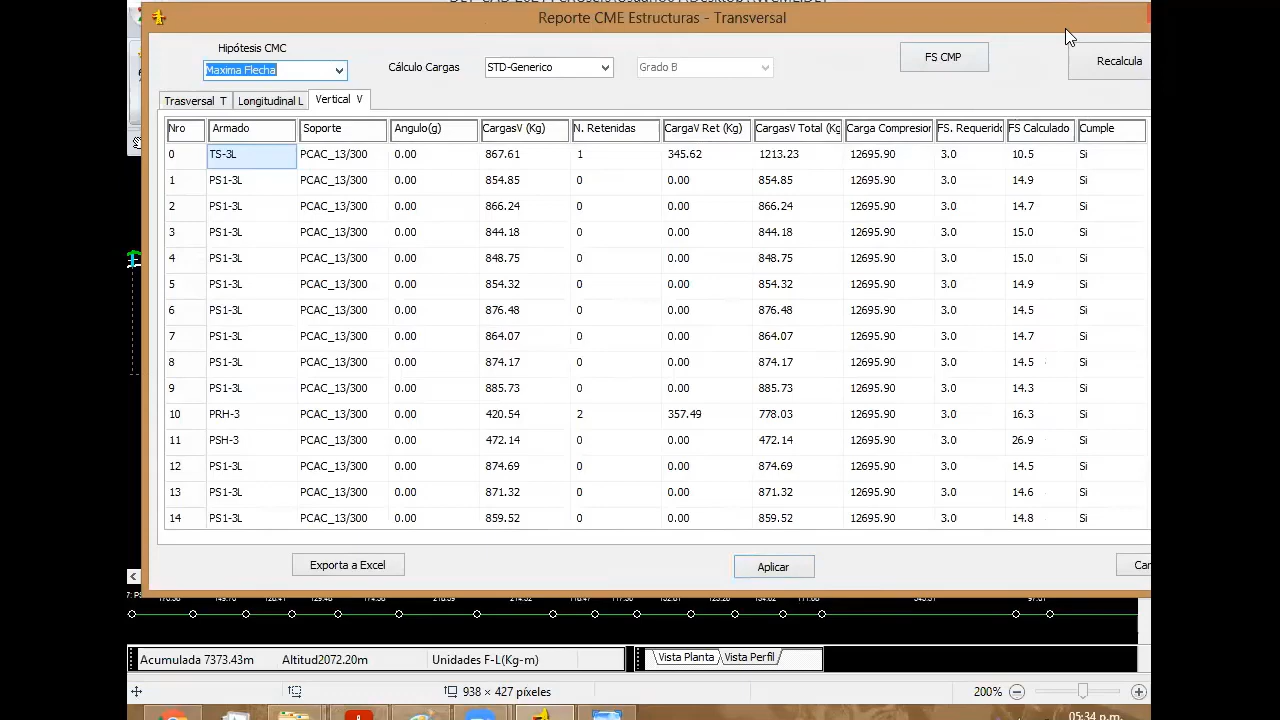 Reporte CME Estructuras - Transversal
Hipótesis CMC
Maxima Flecha
Cálculo Cargas
STD-Generico
Grado B
FS CMP
Recalcula
Trasversal T
Longitudinal L
Vertical V
Nro Armado Soporte Angulo(g) CargasV (Kg) N. Retenidas CargaV Ret (Kg) CargasV Total (Kg Carga Compresior FS. Requerido FS Calculado Cumple
0 TS-3L PCAC_13/300 0.00 867.61 1 345.62 1213.23 12695.90 3.0 10.5 Si
1 PS1-3L PCAC_13/300 0.00 854.85 0 0.00 854.85 12695.90 3.0 14.9 Si
2 PS1-3L PCAC_13/300 0.00 866.24 0 0.00 866.24 12695.90 3.0 14.7 Si
3 PS1-3L PCAC_13/300 0.00 844.18 0 0.00 844.18 12695.90 3.0 15.0 Si
4 PS1-3L PCAC_13/300 0.00 848.75 0 0.00 848.75 12695.90 3.0 15.0 Si
5 PS1-3L PCAC_13/300 0.00 854.32 0 0.00 854.32 12695.90 3.0 14.9 Si
6 PS1-3L PCAC_13/300 0.00 876.48 0 0.00 876.48 12695.90 3.0 14.5 Si
7 PS1-3L PCAC_13/300 0.00 864.07 0 0.00 864.07 12695.90 3.0 14.7 Si
8 PS1-3L PCAC_13/300 0.00 874.17 0 0.00 874.17 12695.90 3.0 14.5 Si
9 PS1-3L PCAC_13/300 0.00 885.73 0 0.00 885.73 12695.90 3.0 14.3 Si
10 PRH-3 PCAC_13/300 0.00 420.54 2 357.49 778.03 12695.90 3.0 16.3 Si
11 PSH-3 PCAC_13/300 0.00 472.14 0 0.00 472.14 12695.90 3.0 26.9 Si
12 PS1-3L PCAC_13/300 0.00 874.69 0 0.00 874.69 12695.90 3.0 14.5 Si
13 PS1-3L PCAC_13/300 0.00 871.32 0 0.00 871.32 12695.90 3.0 14.6 Si
14 PS1-3L PCAC_13/300 0.00 859.52 0 0.00 859.52 12695.90 3.0 14.8 Si
Exporta a Excel
Aplicar
Can
Acumulada 7373.43m Altitud2072.20m Unidades F-L(Kg-m)
Vista Planta Vista Perfil
938 × 427 píxeles
200%
05:34 p.m.